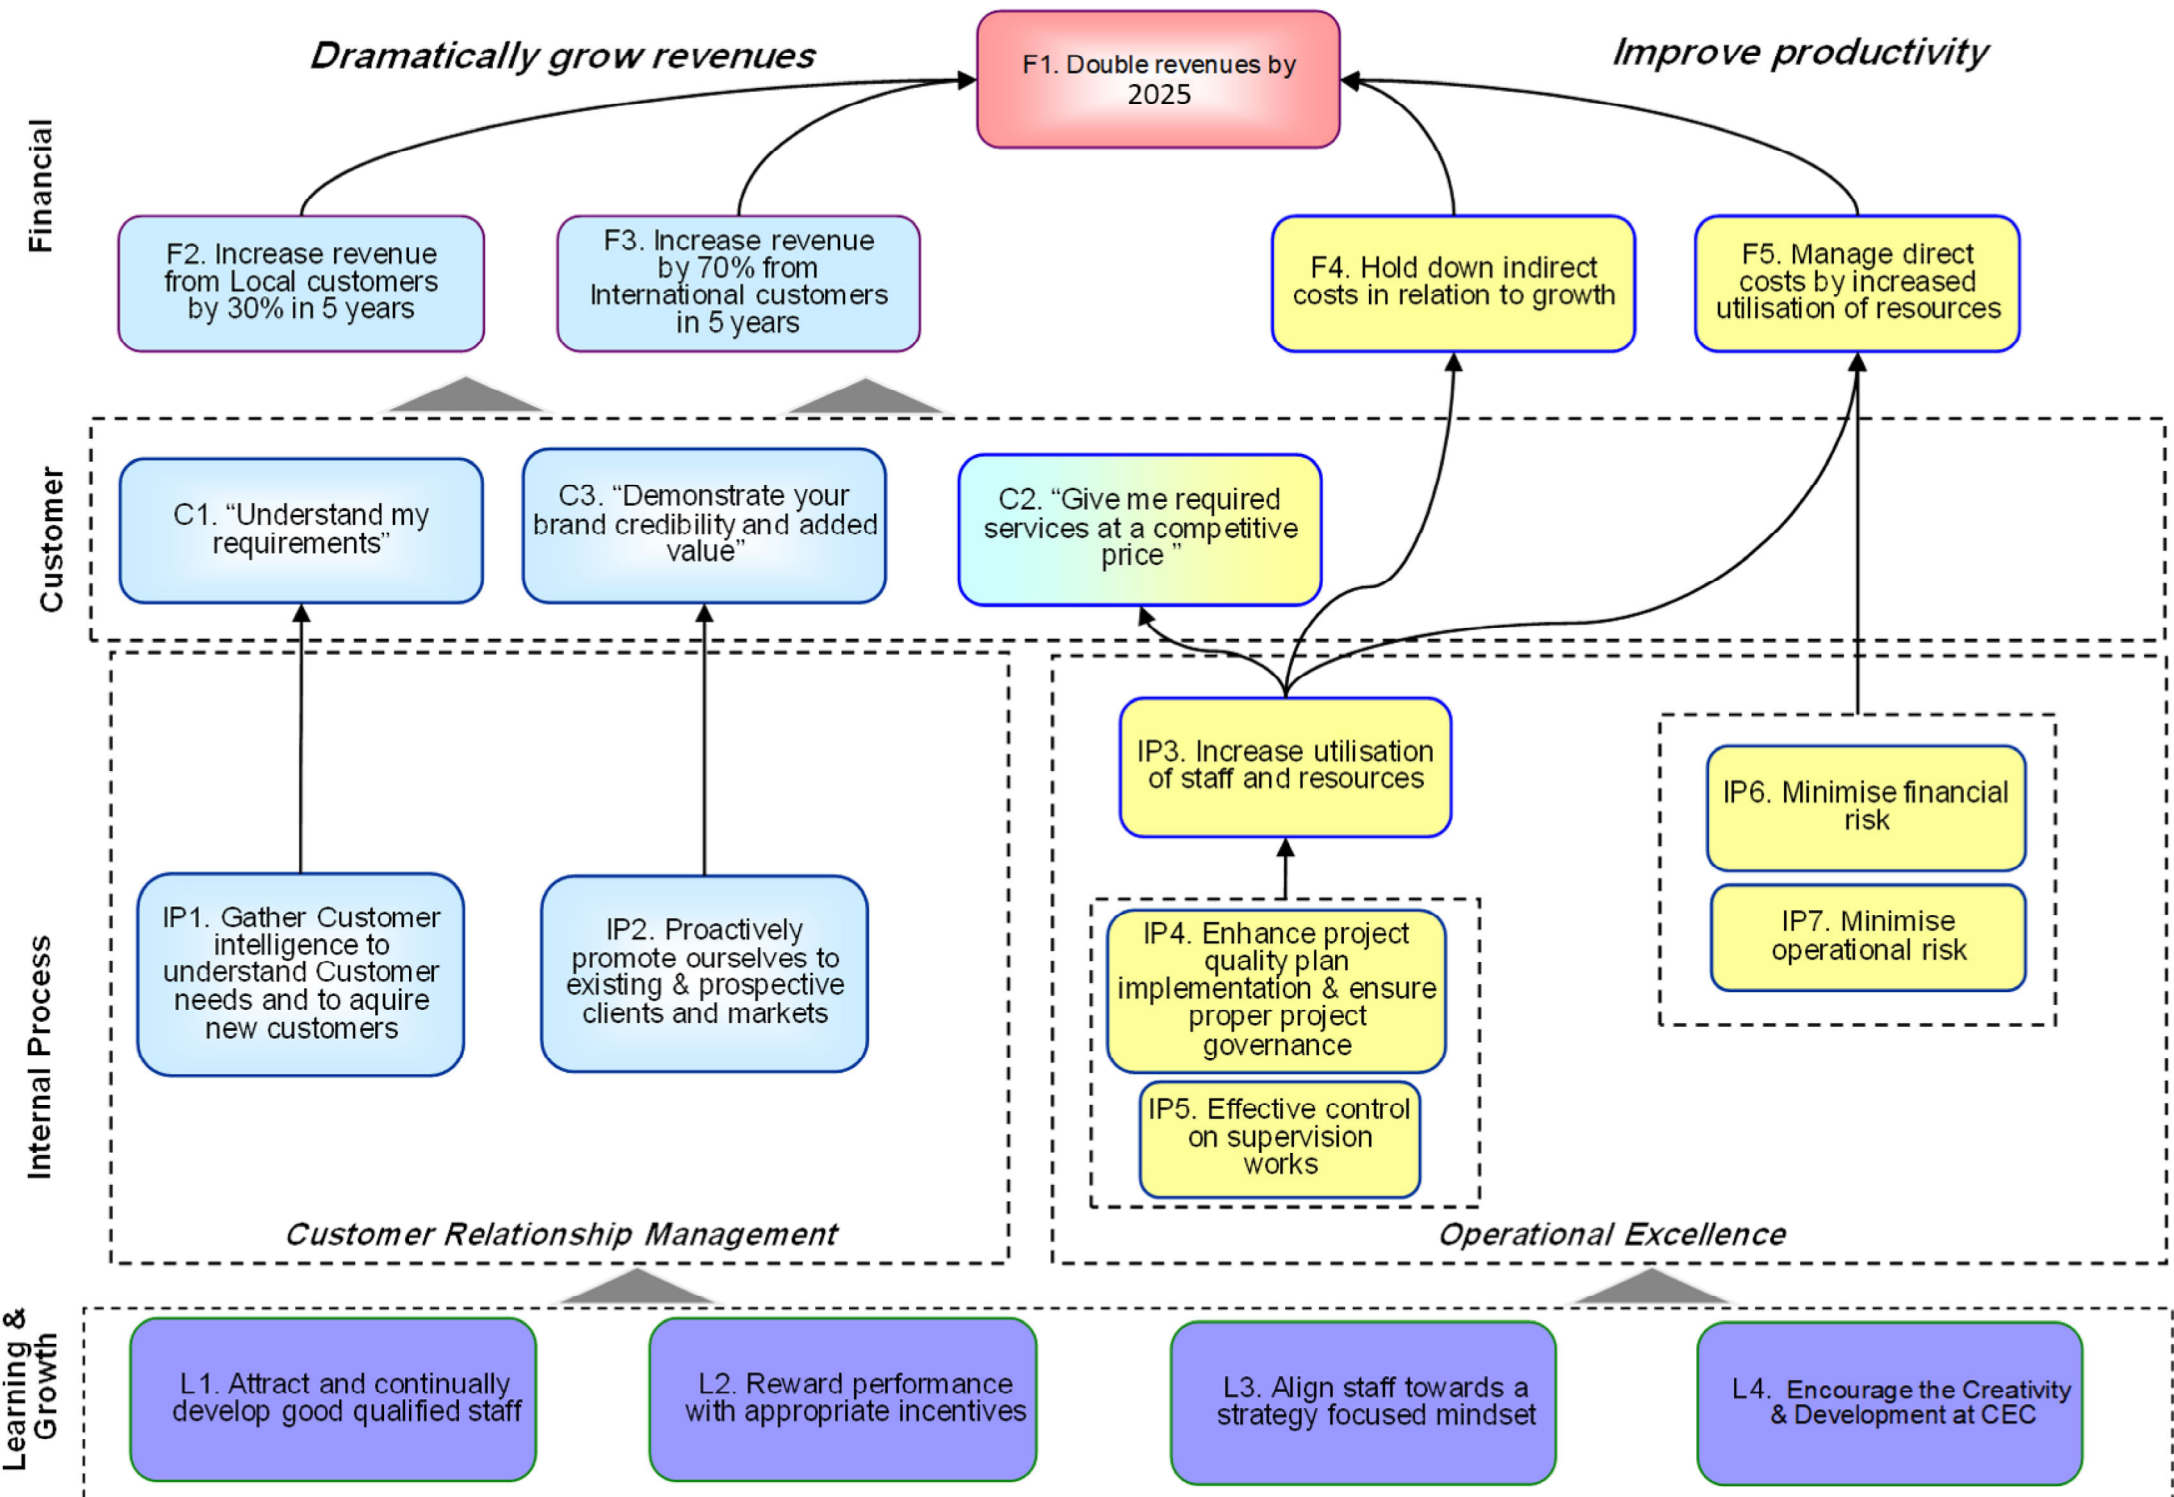 Dramatically grow revenues
Improve productivity
F1. Double revenues by
2025
Financial
F2. Increase revenue
from Local customers
by 30% in 5 years
F3. Increase revenue
by 70% from
International customers
in 5 years
F4. Hold down indirect
costs in relation to growth
F5. Manage direct
costs by increased
utilisation of resources
Customer
C1. “Understand my
requirements”
C3. “Demonstrate your
brand credibility and added
value”
C2. “Give me required
services at a competitive
price ”
Internal Process
IP1. Gather Customer
intelligence to
understand Customer
needs and to aquire
new customers
IP2. Proactively
promote ourselves to
existing & prospective
clients and markets
Customer Relationship Management
IP3. Increase utilisation
of staff and resources
IP4. Enhance project
quality plan
implementation & ensure
proper project
governance
IP5. Effective control
on supervision
works
IP6. Minimise financial
risk
IP7. Minimise
operational risk
Operational Excellence
Learning &
Growth
L1. Attract and continually
develop good qualified staff
L2. Reward performance
with appropriate incentives
L3. Align staff towards a
strategy focused mindset
L4. Encourage the Creativity
& Development at CEC